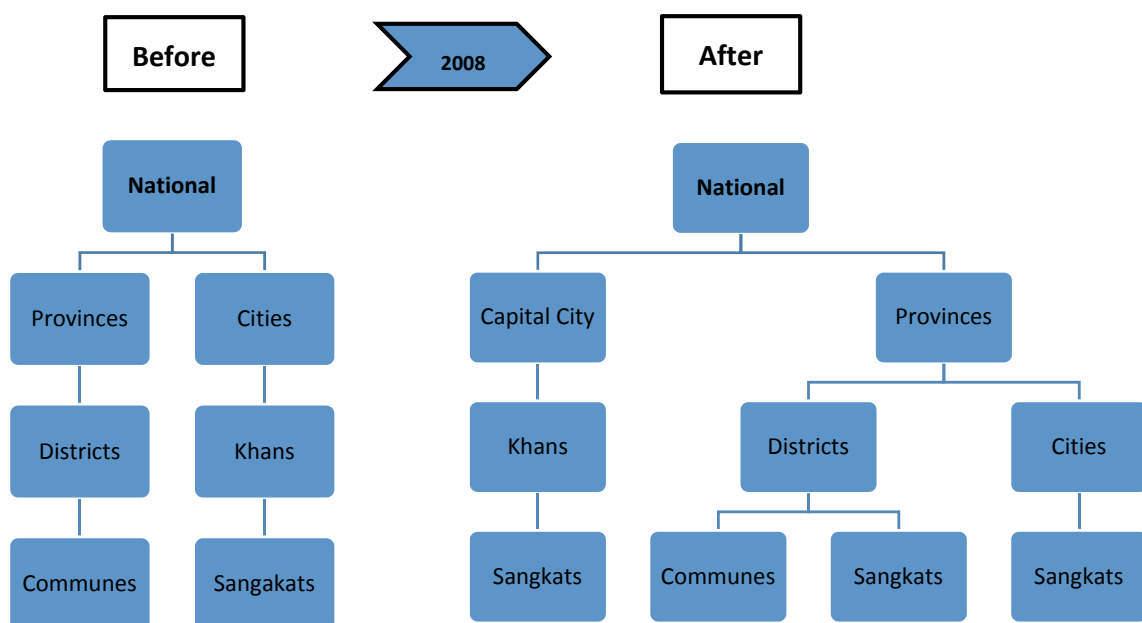 Before
2008
After
National
National
Provinces
Cities
Capital City
Provinces
Districts
Khans
Khans
Districts
Cities
Communes
Sangakats
Sangkats
Communes
Sangkats
Sangkats